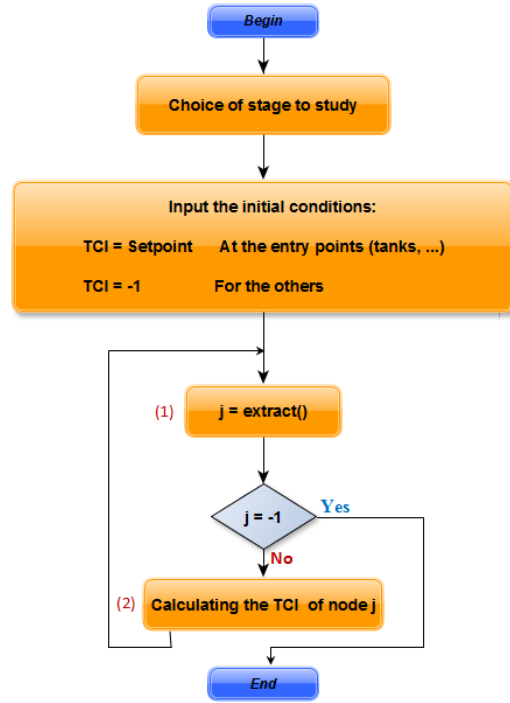 Begin
Choice of stage to study
Input the initial conditions:
TCI = Setpoint At the entry points (tanks, ...)
TCI = -1 For the others
(1) j = extract()
j = -1 Yes
No
(2) Calculating the TCI of node j
End